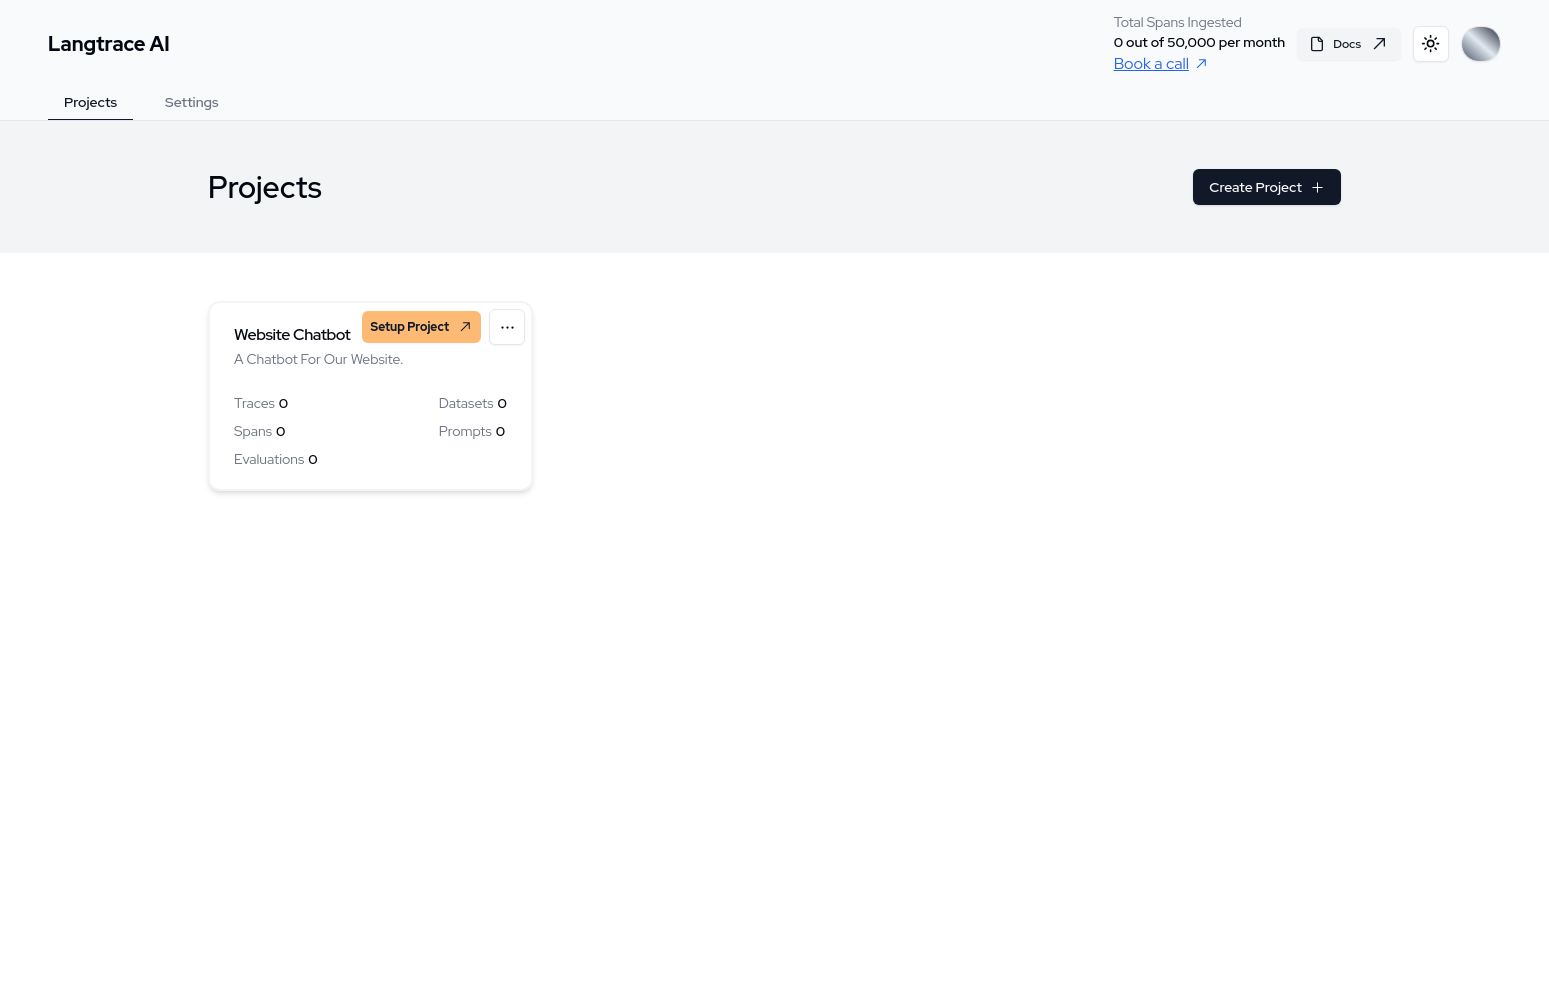 Langtrace AI
Total Spans Ingested
0 out of 50,000 per month
Book a call
Docs
Projects
Settings
Projects
Create Project
Website Chatbot
Setup Project
A Chatbot For Our Website.
Traces 0
Datasets 0
Spans 0
Prompts 0
Evaluations 0